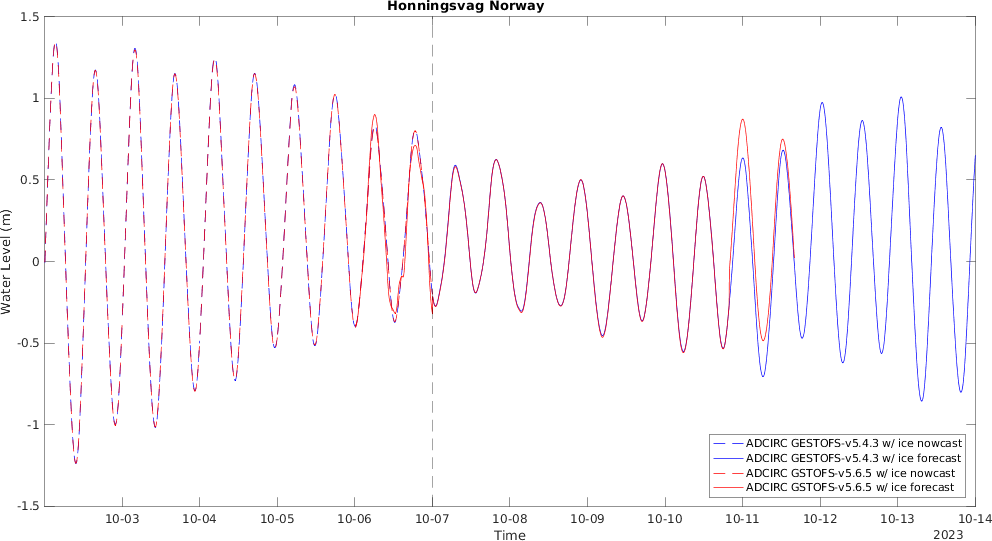 Honningsvag Norway
1.5
1
0.5
0
-0.5
-1
-1.5
Water Level (m)
10-03 10-04 10-05 10-06 10-07 10-08 10-09 10-10 10-11 10-12 10-13 10-14
Time
2023
ADCIRC GESTOFS-v5.4.3 w/ ice nowcast
ADCIRC GESTOFS-v5.4.3 w/ ice forecast
ADCIRC GSTOFS-v5.6.5 w/ ice nowcast
ADCIRC GSTOFS-v5.6.5 w/ ice forecast